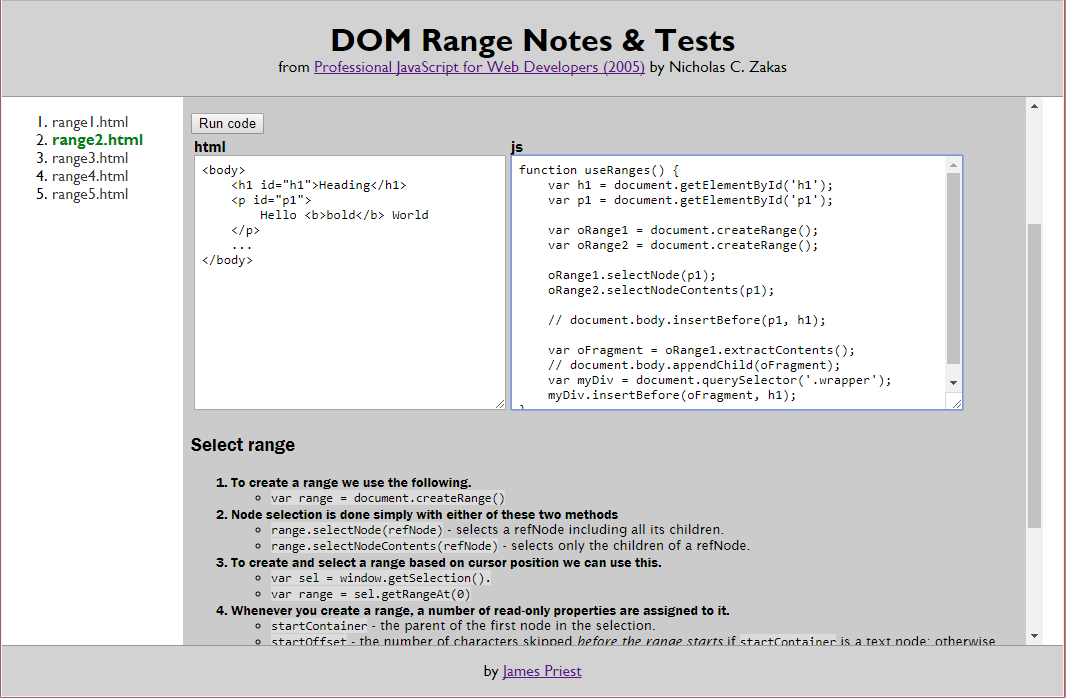 DOM Range Notes & Tests
from Professional JavaScript for Web Developers (2005) by Nicholas C. Zakas
1. range1.html
2. range2.html
3. range3.html
4. range4.html
5. range5.html
Run code
html
<body>
    <h1 id="h1">Heading</h1>
    <p id="p1">
        Hello <b>bold</b> World
    </p>
    ...
</body>
js
function useRanges() {
    var h1 = document.getElementById('h1');
    var p1 = document.getElementById('p1');
    var oRange1 = document.createRange();
    var oRange2 = document.createRange();
    oRange1.selectNode(p1);
    oRange2.selectNodeContents(p1);
    // document.body.insertBefore(p1, h1);
    var oFragment = oRange1.extractContents();
    // document.body.appendChild(oFragment);
    var myDiv = document.querySelector('.wrapper');
    myDiv.insertBefore(oFragment, h1);
Select range
1. To create a range we use the following.
var range = document.createRange()
2. Node selection is done simply with either of these two methods
range.selectNode(refNode) - selects a refNode including all its children.
range.selectNodeContents(refNode) - selects only the children of a refNode.
3. To create and select a range based on cursor position we can use this.
var sel = window.getSelection().
var range = sel.getRangeAt(0)
4. Whenever you create a range, a number of read-only properties are assigned to it.
startContainer - the parent of the first node in the selection.
startOffset - the number of characters skipped before the range starts if startContainer is a text node; otherwise
by James Priest